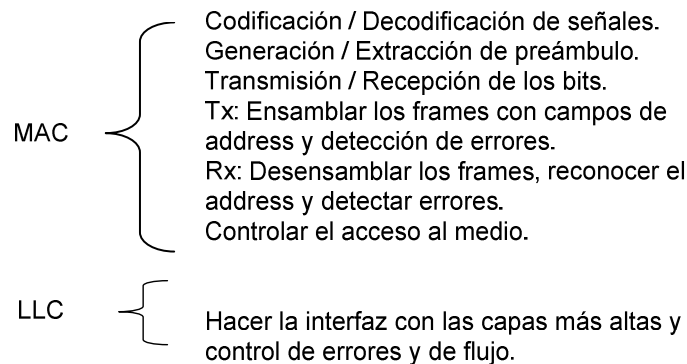 Codificación / Decodificación de señales.
Generación / Extracción de preámbulo.
Transmisión / Recepción de los bits.
Tx: Ensamblar los frames con campos de
MAC
address y detección de errores.
Rx: Desensamblar los frames, reconocer el
address y detectar errores.
Controlar el acceso al medio.
LLC
Hacer la interfaz con las capas más altas y
control de errores y de flujo.